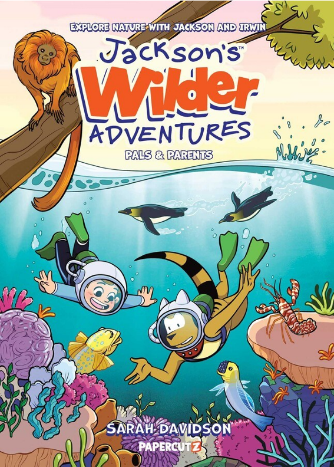 EXPLORE NATURE WITH JACKSON AND IRWIN
JACKSON'S™
Wilder
ADVENTURES
PALS & PARENTS
SARAH DAVIDSON
PAPERCUTZ